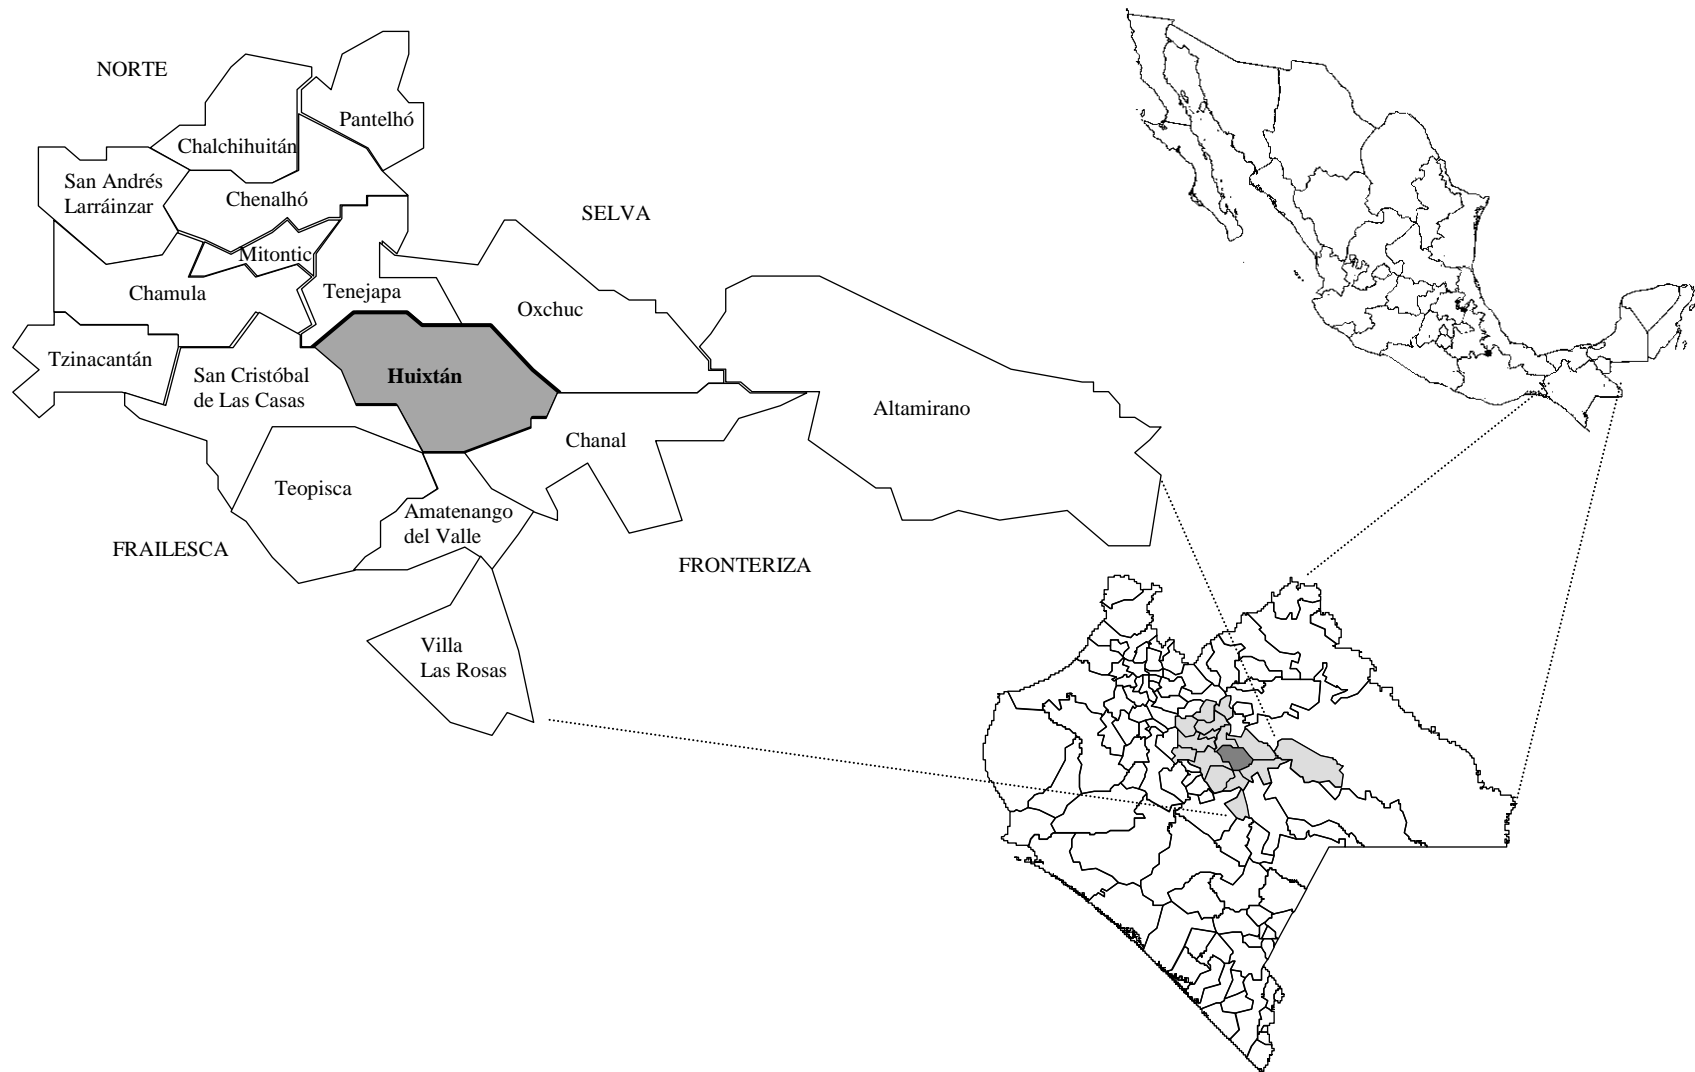 NORTE
Pantelhó
Chalchihuitán
San Andrés
Larráinzar
Chenalhó
SELVA
Mitontic
Chamula
Tenejapa
Oxchuc
Tzinacantán
San Cristóbal
de Las Casas
Huixtán
Altamirano
Chanal
Teopisca
Amatenango
del Valle
FRAILESCA
FRONTERIZA
Villa
Las Rosas